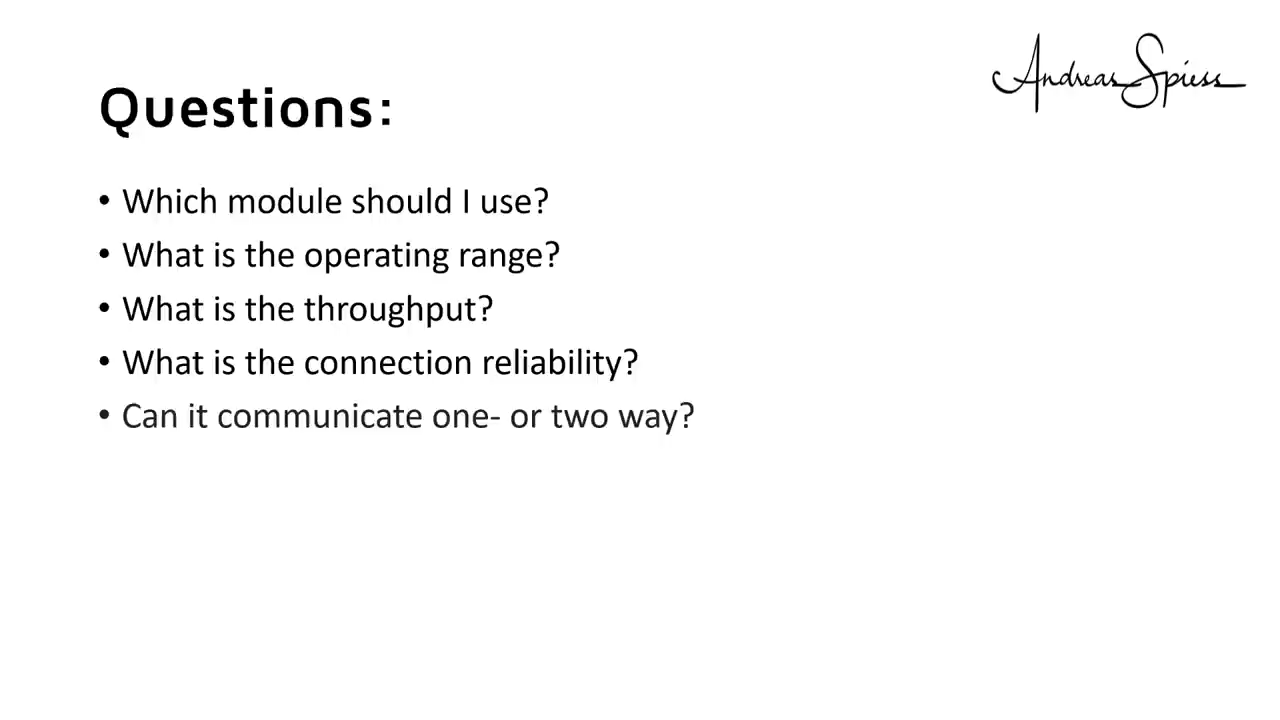 Andreas Spiess
Questions:
• Which module should I use?
• What is the operating range?
• What is the throughput?
• What is the connection reliability?
• Can it communicate one- or two way?